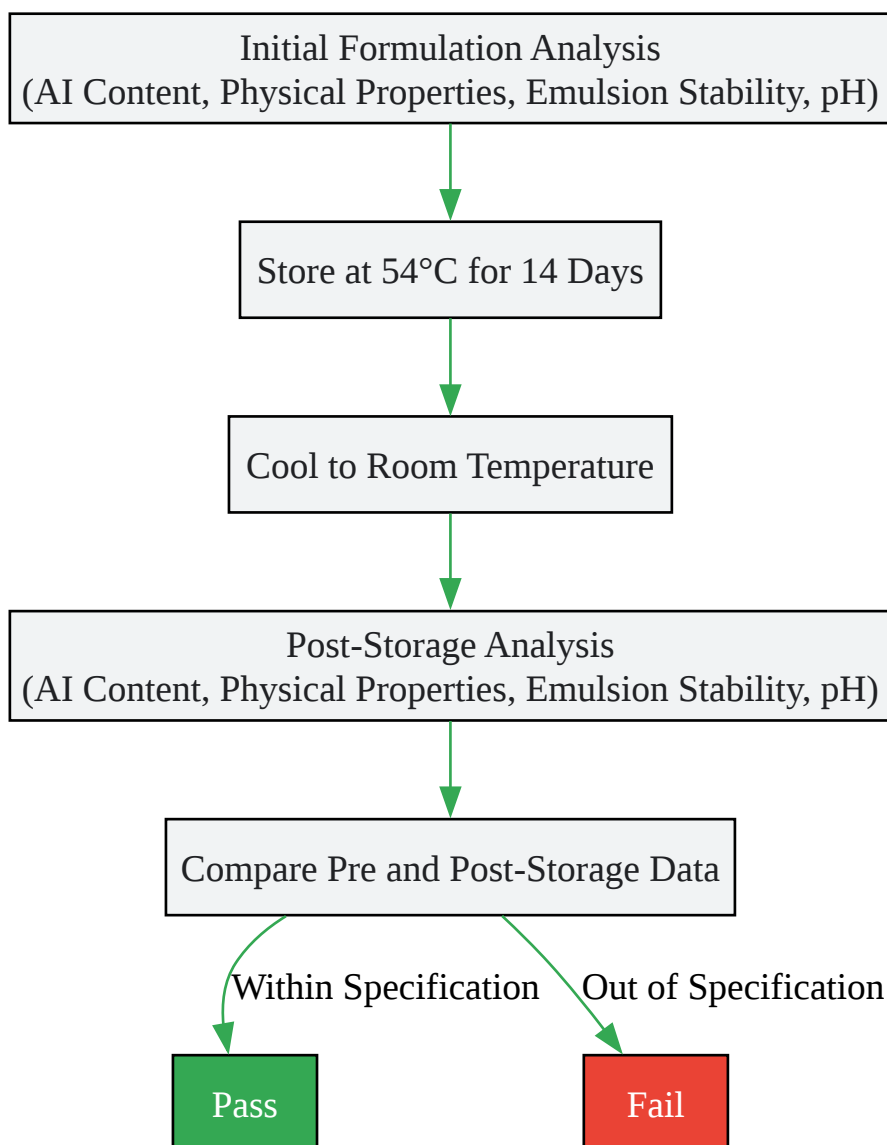 Initial Formulation Analysis
(AI Content, Physical Properties, Emulsion Stability, pH)
Store at 54°C for 14 Days
Cool to Room Temperature
Post-Storage Analysis
(AI Content, Physical Properties, Emulsion Stability, pH)
Compare Pre and Post-Storage Data
Within Specification
Out of Specification
Pass
Fail